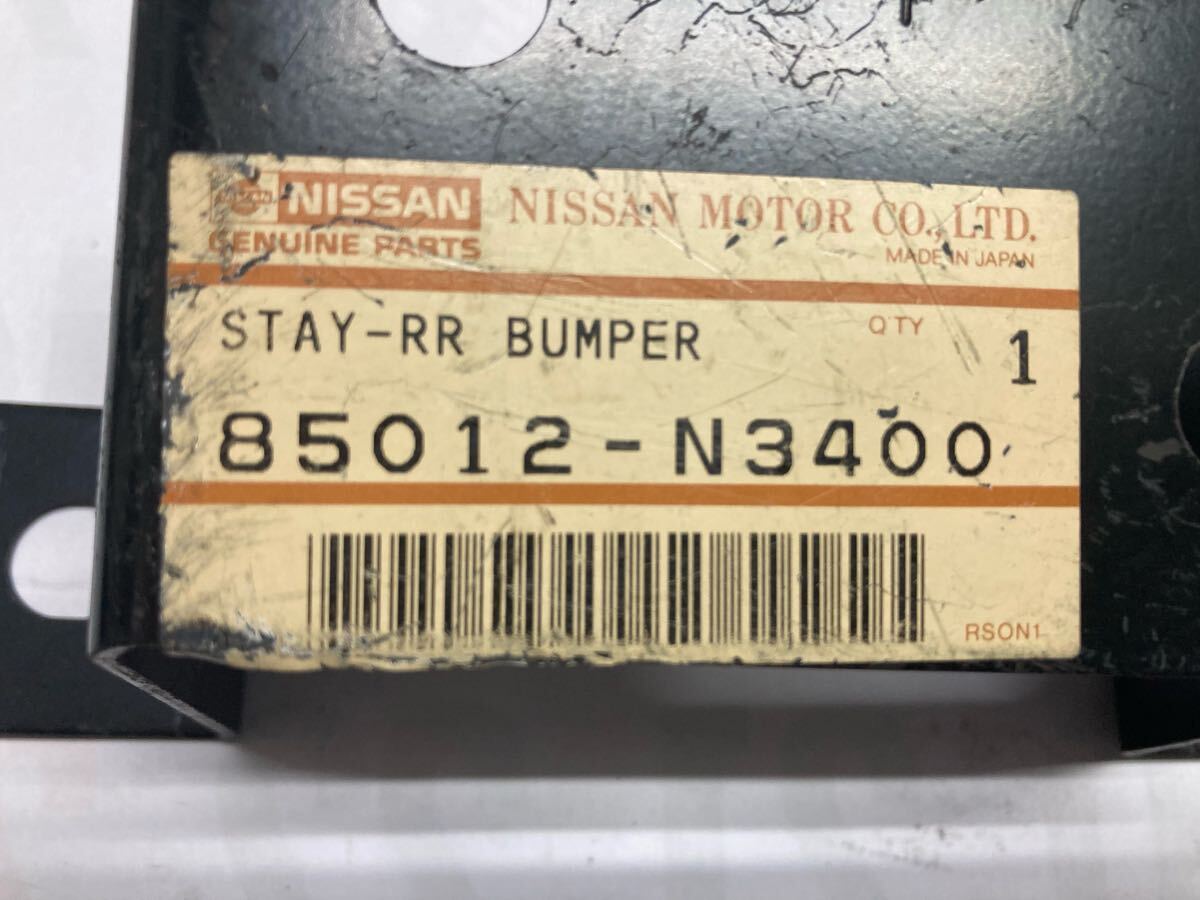 NISSAN NISSAN MOTOR CO., LTD.
GENUINE PARTS MADE IN JAPAN
STAY-RR BUMPER QTY 1
85012-N3400
RSON1